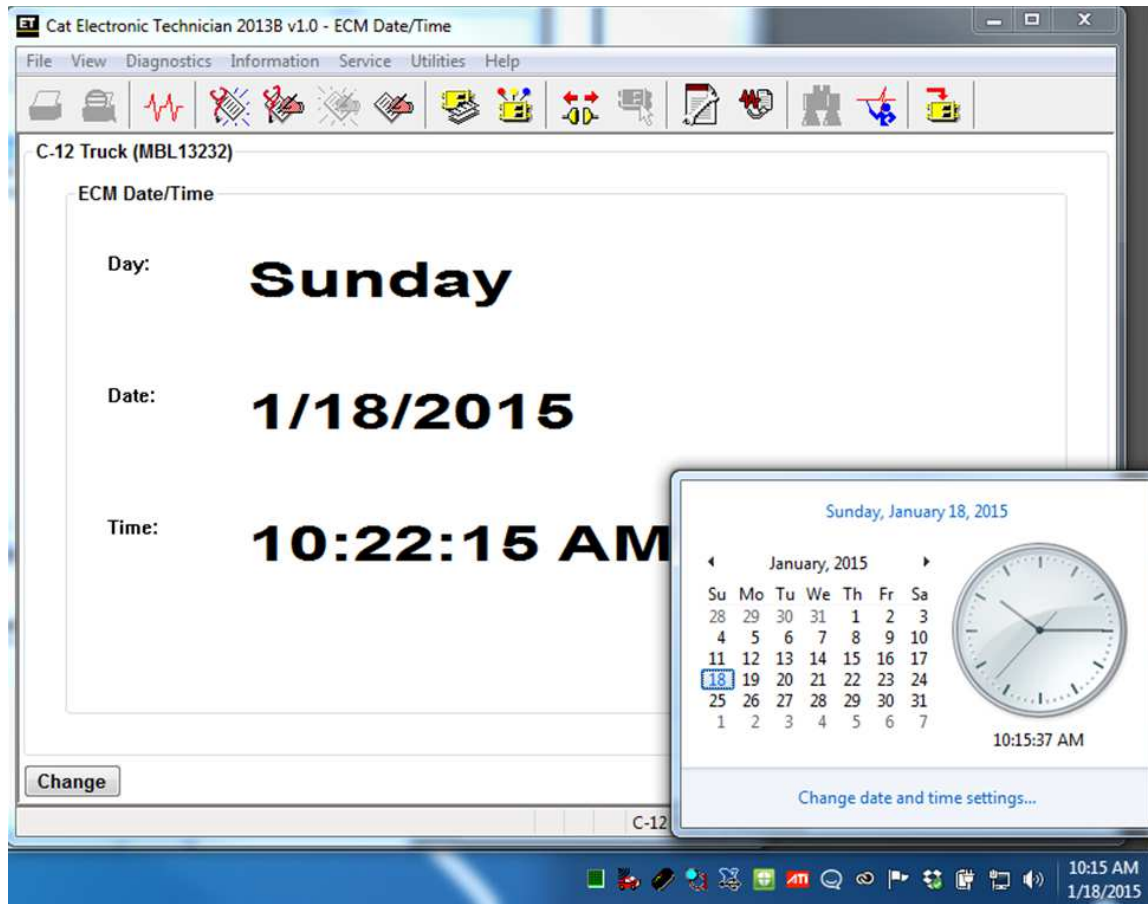 ET Cat Electronic Technician 2013B v1.0 - ECM Date/Time
File View Diagnostics Information Service Utilities Help
C-12 Truck (MBL13232)
ECM Date/Time
Day: Sunday
Date: 1/18/2015
Time: 10:22:15 AM
Sunday, January 18, 2015
January, 2015
Su Mo Tu We Th Fr Sa
28 29 30 31 1 2 3
4 5 6 7 8 9 10
11 12 13 14 15 16 17
18 19 20 21 22 23 24
25 26 27 28 29 30 31
1 2 3 4 5 6 7
10:15:37 AM
Change date and time settings...
Change
C-12
ATI
10:15 AM
1/18/2015